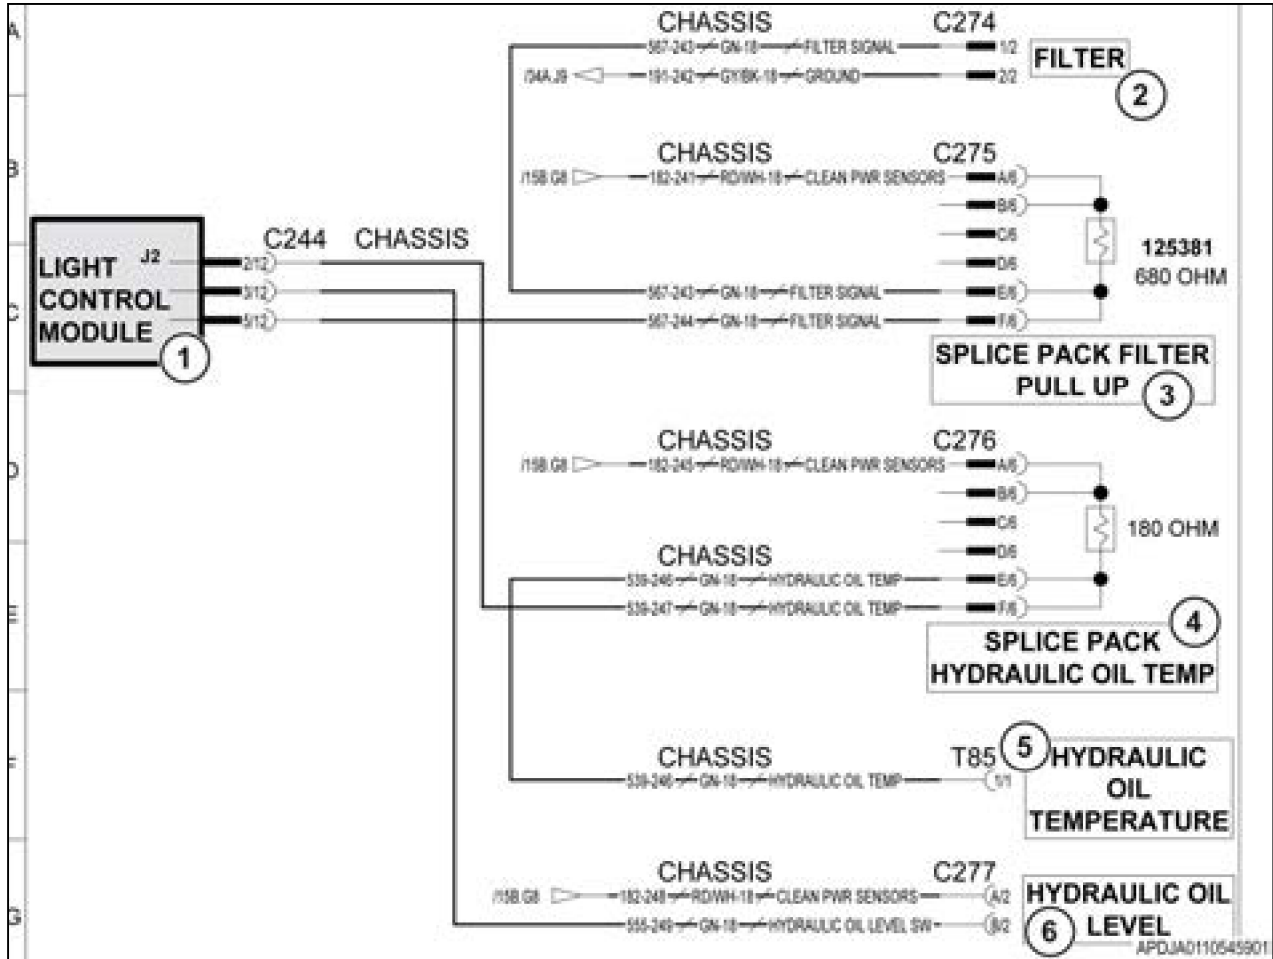 A
CHASSIS C274
567-243 GN-18 FILTER SIGNAL 1/2
FILTER
/04A.J9 191-242 GY/BK-18 GROUND 2/2
2
B
CHASSIS C275
/15B.G8 182-241 RD/WH-18 CLEAN PWR SENSORS A/6
B/6
C/6
D/6
125381
680 OHM
567-243 GN-18 FILTER SIGNAL E/6
567-244 GN-18 FILTER SIGNAL F/6
C244 CHASSIS
LIGHT CONTROL MODULE
J2
2/12
3/12
5/12
1
C
SPLICE PACK FILTER
PULL UP
3
CHASSIS C276
D
/15B.G8 182-245 RD/WH-18 CLEAN PWR SENSORS A/6
B/6
C/6
D/6
180 OHM
CHASSIS
539-246 GN-18 HYDRAULIC OIL TEMP E/6
539-247 GN-18 HYDRAULIC OIL TEMP F/6
E
4
SPLICE PACK
HYDRAULIC OIL TEMP
F
CHASSIS T85
539-246 GN-18 HYDRAULIC OIL TEMP 1/1
5
HYDRAULIC
OIL
TEMPERATURE
CHASSIS C277
/15B.G8 182-248 RD/WH-18 CLEAN PWR SENSORS A/2
555-249 GN-18 HYDRAULIC OIL LEVEL SW B/2
G
HYDRAULIC OIL
LEVEL
6
APDJA0110545901